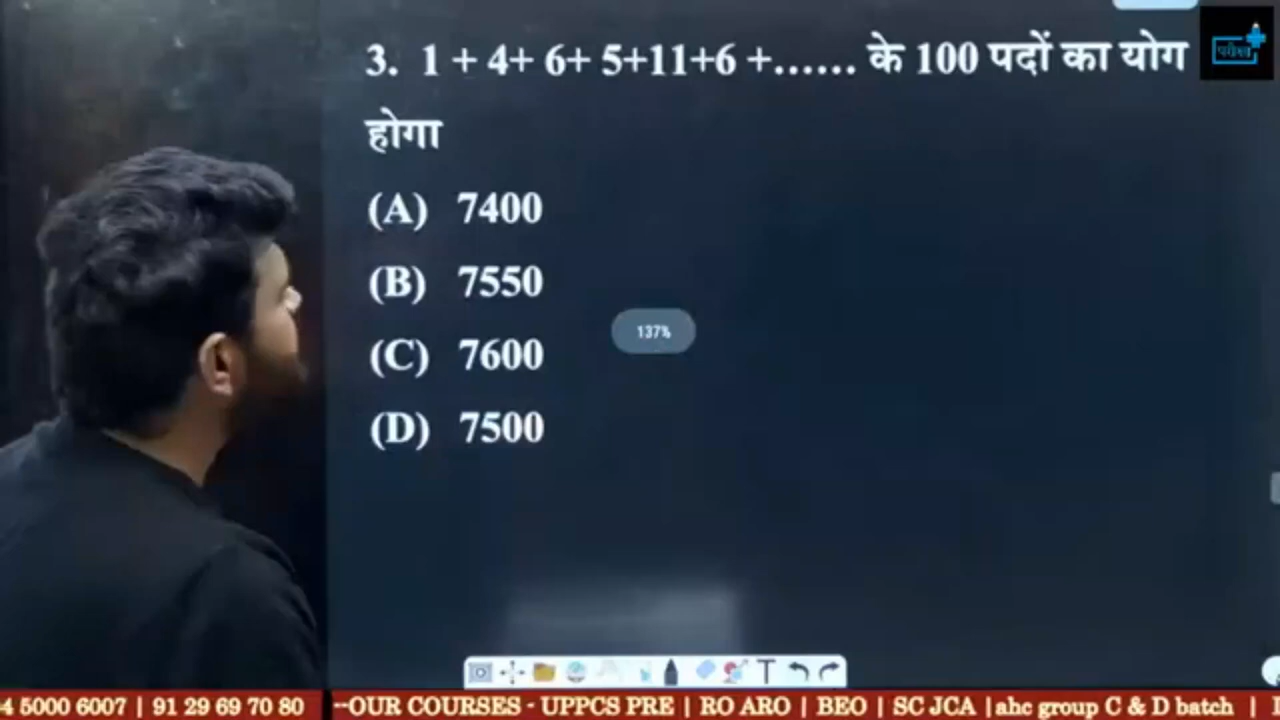 परीक्षा
3. 1 + 4+ 6+ 5+11+6 +...... के 100 पदों का योग
होगा
(A) 7400
(B) 7550
(C) 7600
(D) 7500
137%
T
4 5000 6007 | 91 29 69 70 80 --OUR COURSES - UPPCS PRE | RO ARO | BEO | SC JCA |ahc group C & D batch |